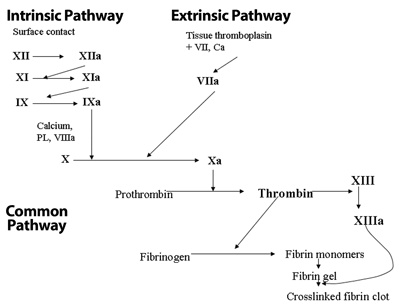 Intrinsic Pathway
Extrinsic Pathway
Surface contact
Tissue thromboplasin
+ VII, Ca
XII
XIIa
XI
XIa
VIIa
IX
IXa
Calcium,
PL, VIIIa
X
Xa
XIII
Prothrombin
Thrombin
XIIIa
Common
Pathway
Fibrinogen
Fibrin monomers
Fibrin gel
Crosslinked fibrin clot